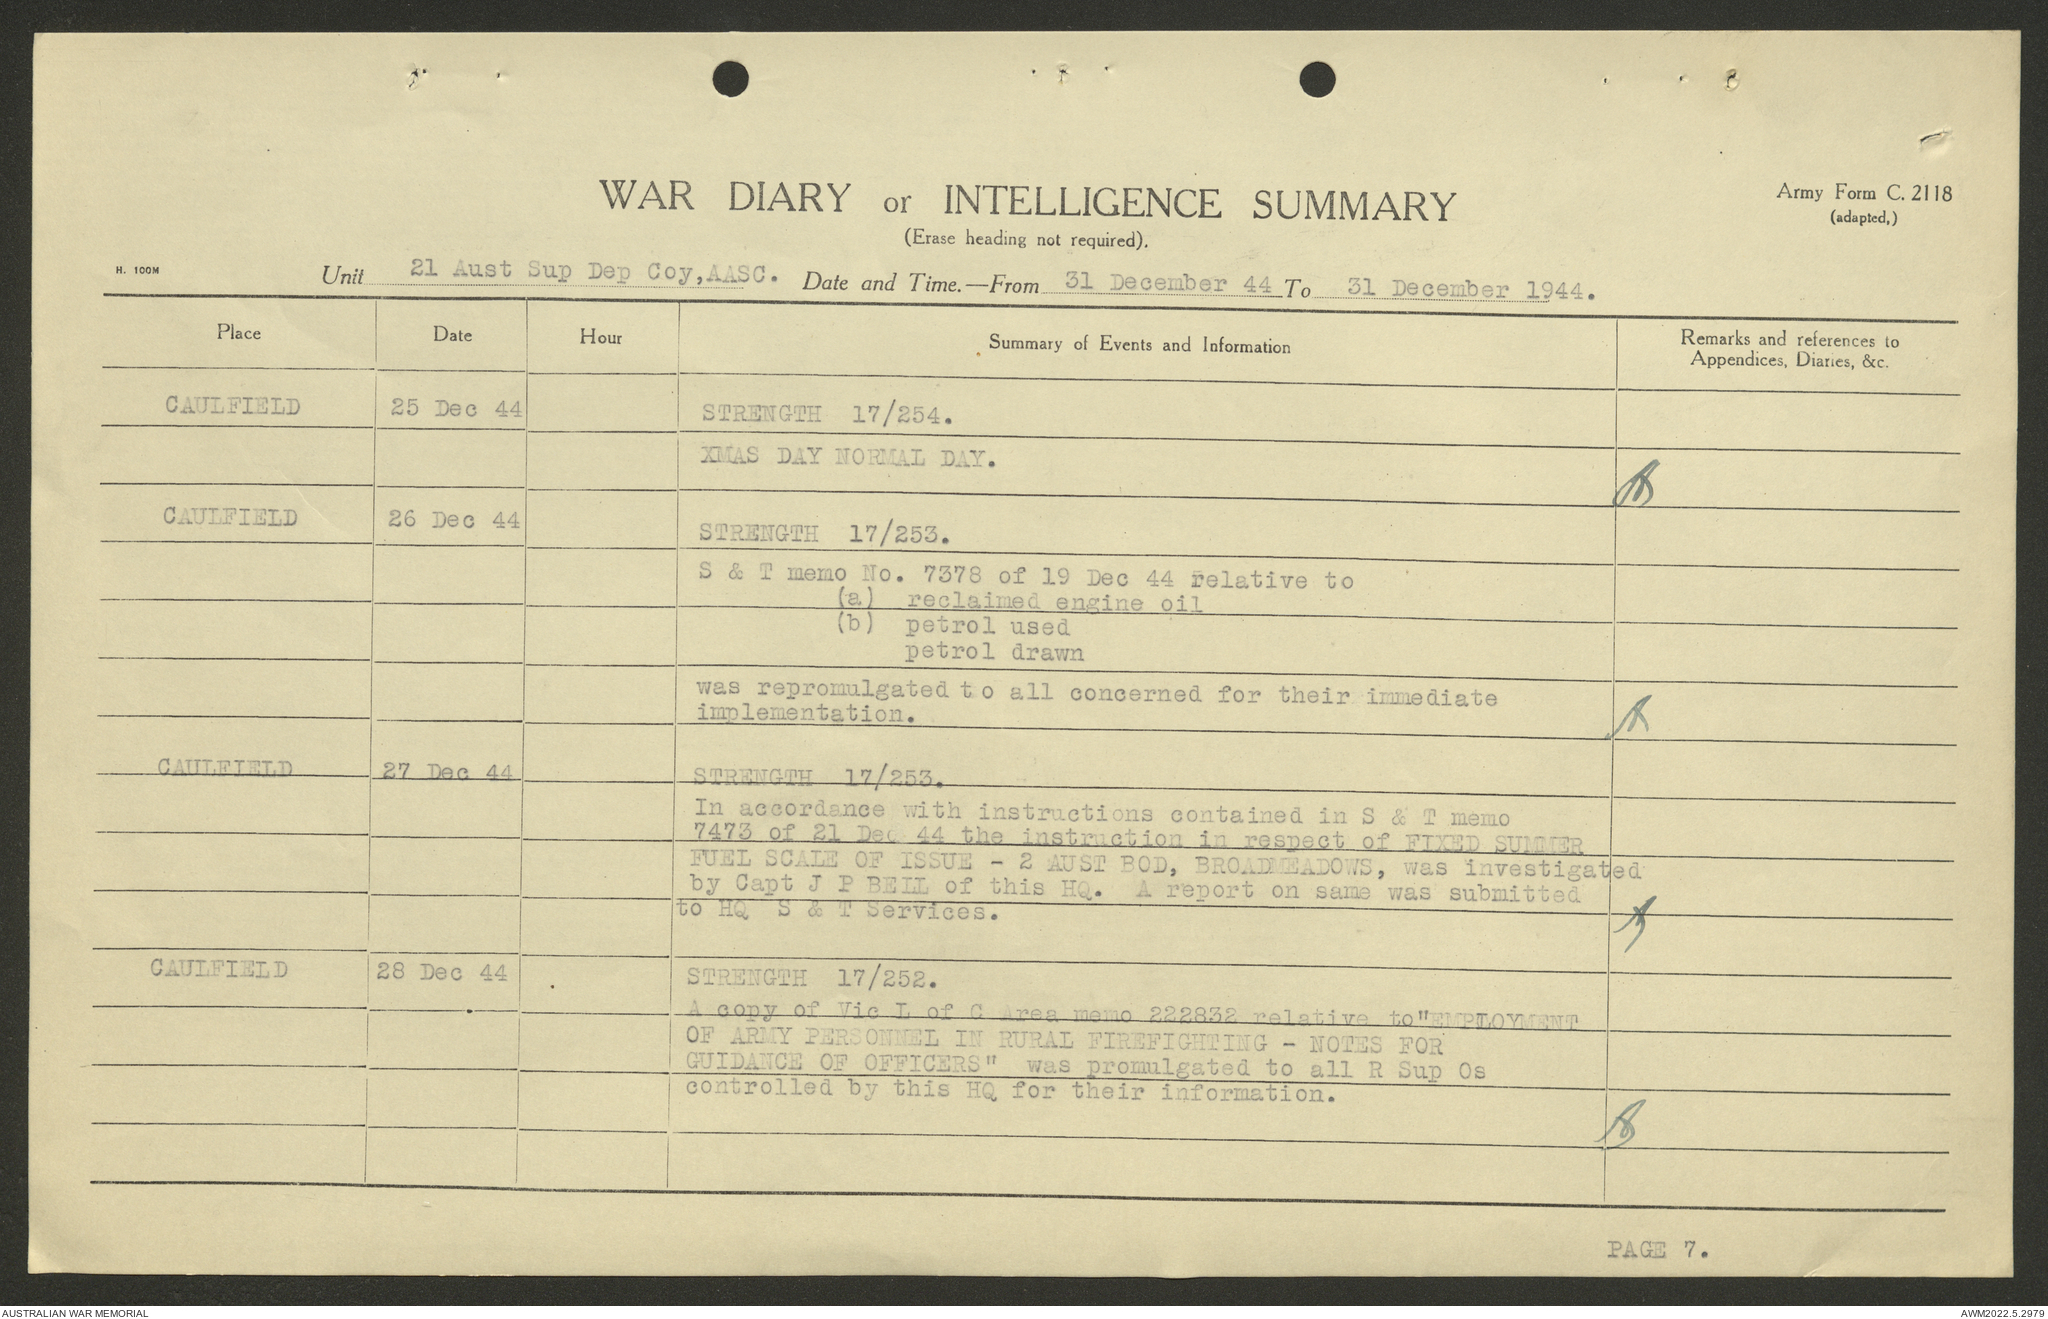 WAR DIARY or INTELLIGENCE SUMMARY
Army Form C. 2118
(adapted,)
(Erase heading not required).
H. 100M
Unit 21 Aust Sup Dep Coy,AASC. Date and Time.—From 31 December 44 To 31 December 1944.
Place Date Hour Summary of Events and Information Remarks and references to
Appendices, Diaries, &c.
CAULFIELD 25 Dec 44 STRENGTH 17/254.
XMAS DAY NORMAL DAY.
CAULFIELD 26 Dec 44 STRENGTH 17/253.
S & T memo No. 7378 of 19 Dec 44 relative to
(a) reclaimed engine oil
(b) petrol used
petrol drawn
was repromulgated to all concerned for their immediate
implementation.
CAULFIELD 27 Dec 44 STRENGTH 17/253.
In accordance with instructions contained in S & T memo
7473 of 21 Dec 44 the instruction in respect of FIXED SUMMER
FUEL SCALE OF ISSUE - 2 AUST BOD, BROADMEADOWS, was investigated
by Capt J P BELL of this HQ. A report on same was submitted
to HQ S & T Services.
CAULFIELD 28 Dec 44 STRENGTH 17/252.
A copy of Vic L of C Area memo 222832 relative to "EMPLOYMENT
OF ARMY PERSONNEL IN RURAL FIREFIGHTING - NOTES FOR
GUIDANCE OF OFFICERS" was promulgated to all R Sup Os
controlled by this HQ for their information.
PAGE 7.
AUSTRALIAN WAR MEMORIAL
AWM2022.5.2979